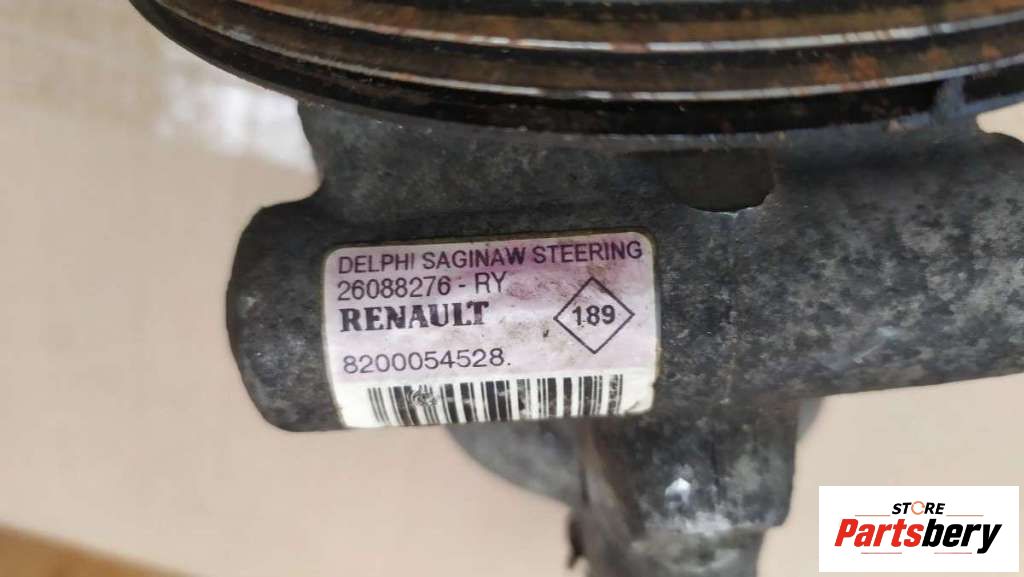 DELPHI SAGINAW STEERING
26088276 - RY
RENAULT
189
8200054528.
STORE
Partsbery